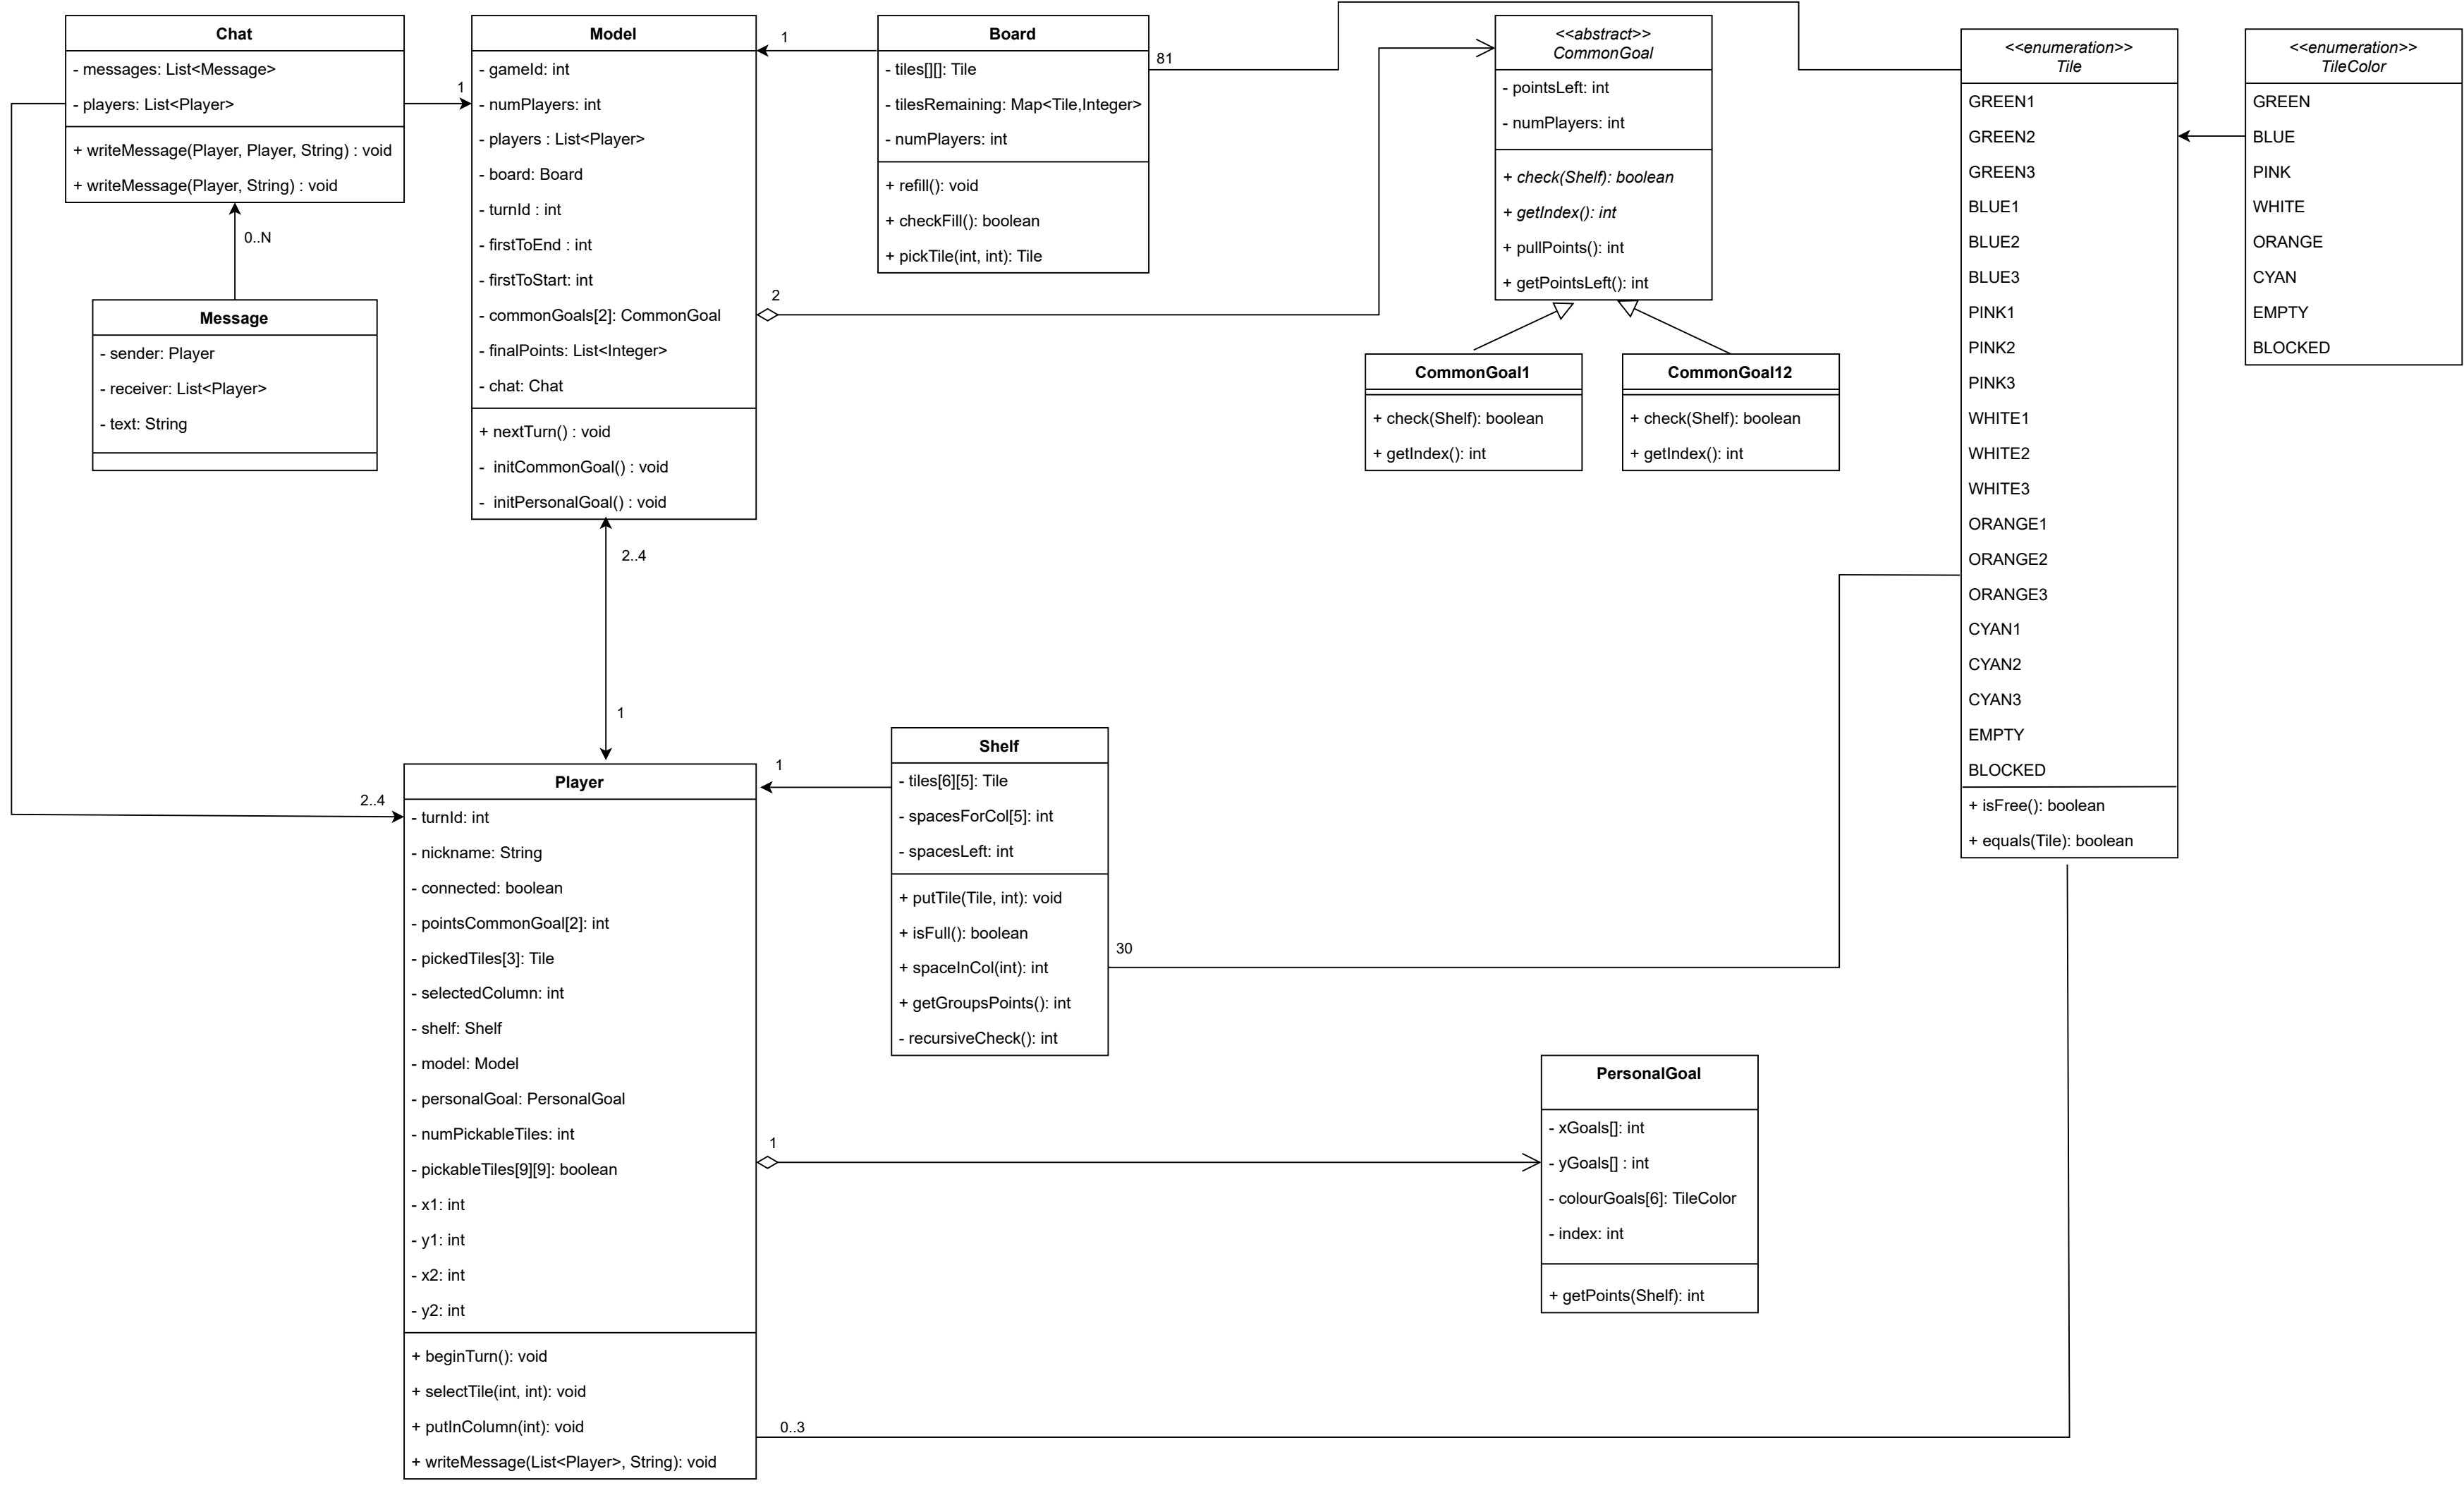 Chat
- messages: List<Message>
- players: List<Player>
+ writeMessage(Player, Player, String) : void
+ writeMessage(Player, String) : void
1
0..N
Message
- sender: Player
- receiver: List<Player>
- text: String
Model
- gameId: int
- numPlayers: int
- players : List<Player>
- board: Board
- turnId : int
- firstToEnd : int
- firstToStart: int
- commonGoals[2]: CommonGoal
- finalPoints: List<Integer>
- chat: Chat
+ nextTurn() : void
- initCommonGoal() : void
- initPersonalGoal() : void
1
2
2..4
1
Board
- tiles[][]: Tile
- tilesRemaining: Map<Tile,Integer>
- numPlayers: int
+ refill(): void
+ checkFill(): boolean
+ pickTile(int, int): Tile
81
<<abstract>>
CommonGoal
- pointsLeft: int
- numPlayers: int
+ check(Shelf): boolean
+ getIndex(): int
+ pullPoints(): int
+ getPointsLeft(): int
CommonGoal1
+ check(Shelf): boolean
+ getIndex(): int
CommonGoal12
+ check(Shelf): boolean
+ getIndex(): int
<<enumeration>>
Tile
GREEN1
GREEN2
GREEN3
BLUE1
BLUE2
BLUE3
PINK1
PINK2
PINK3
WHITE1
WHITE2
WHITE3
ORANGE1
ORANGE2
ORANGE3
CYAN1
CYAN2
CYAN3
EMPTY
BLOCKED
+ isFree(): boolean
+ equals(Tile): boolean
<<enumeration>>
TileColor
GREEN
BLUE
PINK
WHITE
ORANGE
CYAN
EMPTY
BLOCKED
2..4
Player
- turnId: int
- nickname: String
- connected: boolean
- pointsCommonGoal[2]: int
- pickedTiles[3]: Tile
- selectedColumn: int
- shelf: Shelf
- model: Model
- personalGoal: PersonalGoal
- numPickableTiles: int
- pickableTiles[9][9]: boolean
- x1: int
- y1: int
- x2: int
- y2: int
+ beginTurn(): void
+ selectTile(int, int): void
+ putInColumn(int): void
+ writeMessage(List<Player>, String): void
1
1
0..3
Shelf
- tiles[6][5]: Tile
- spacesForCol[5]: int
- spacesLeft: int
+ putTile(Tile, int): void
+ isFull(): boolean
+ spaceInCol(int): int
+ getGroupsPoints(): int
- recursiveCheck(): int
30
PersonalGoal
- xGoals[]: int
- yGoals[] : int
- colourGoals[6]: TileColor
- index: int
+ getPoints(Shelf): int